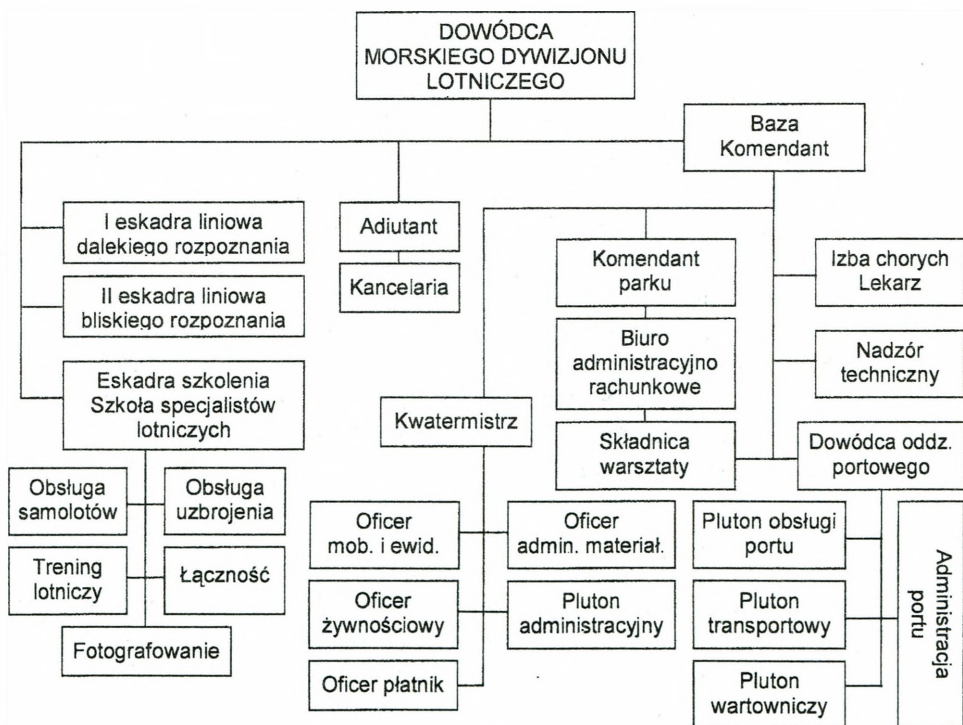 DOWÓDCA
MORSKIEGO DYWIZJONU
LOTNICZEGO
Baza
Komendant
I eskadra liniowa
dalekiego rozpoznania
II eskadra liniowa
bliskiego rozpoznania
Eskadra szkolenia
Szkoła specjalistów
lotniczych
Obsługa
samolotów
Obsługa
uzbrojenia
Trening
lotniczy
Łączność
Fotografowanie
Adiutant
Kancelaria
Kwatermistrz
Oficer
mob. i ewid.
Oficer
admin. materiał.
Oficer
żywnościowy
Pluton
administracyjny
Oficer płatnik
Komendant
parku
Biuro
administracyjno
rachunkowe
Składnica
warsztaty
Izba chorych
Lekarz
Nadzór
techniczny
Dowódca oddz.
portowego
Pluton obsługi
portu
Pluton
transportowy
Pluton
wartowniczy
Administracja
portu